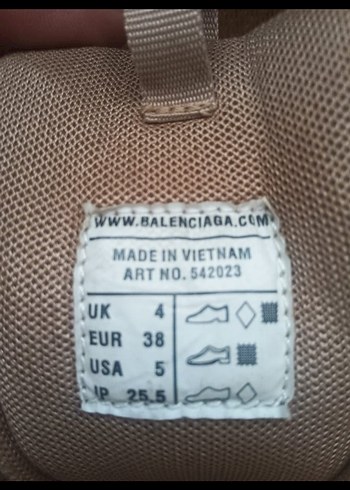 WWW.BALENCIAGA.COM
MADE IN VIETNAM
ART NO. 542023
UK 4
EUR 38
USA 5
JP 25.5